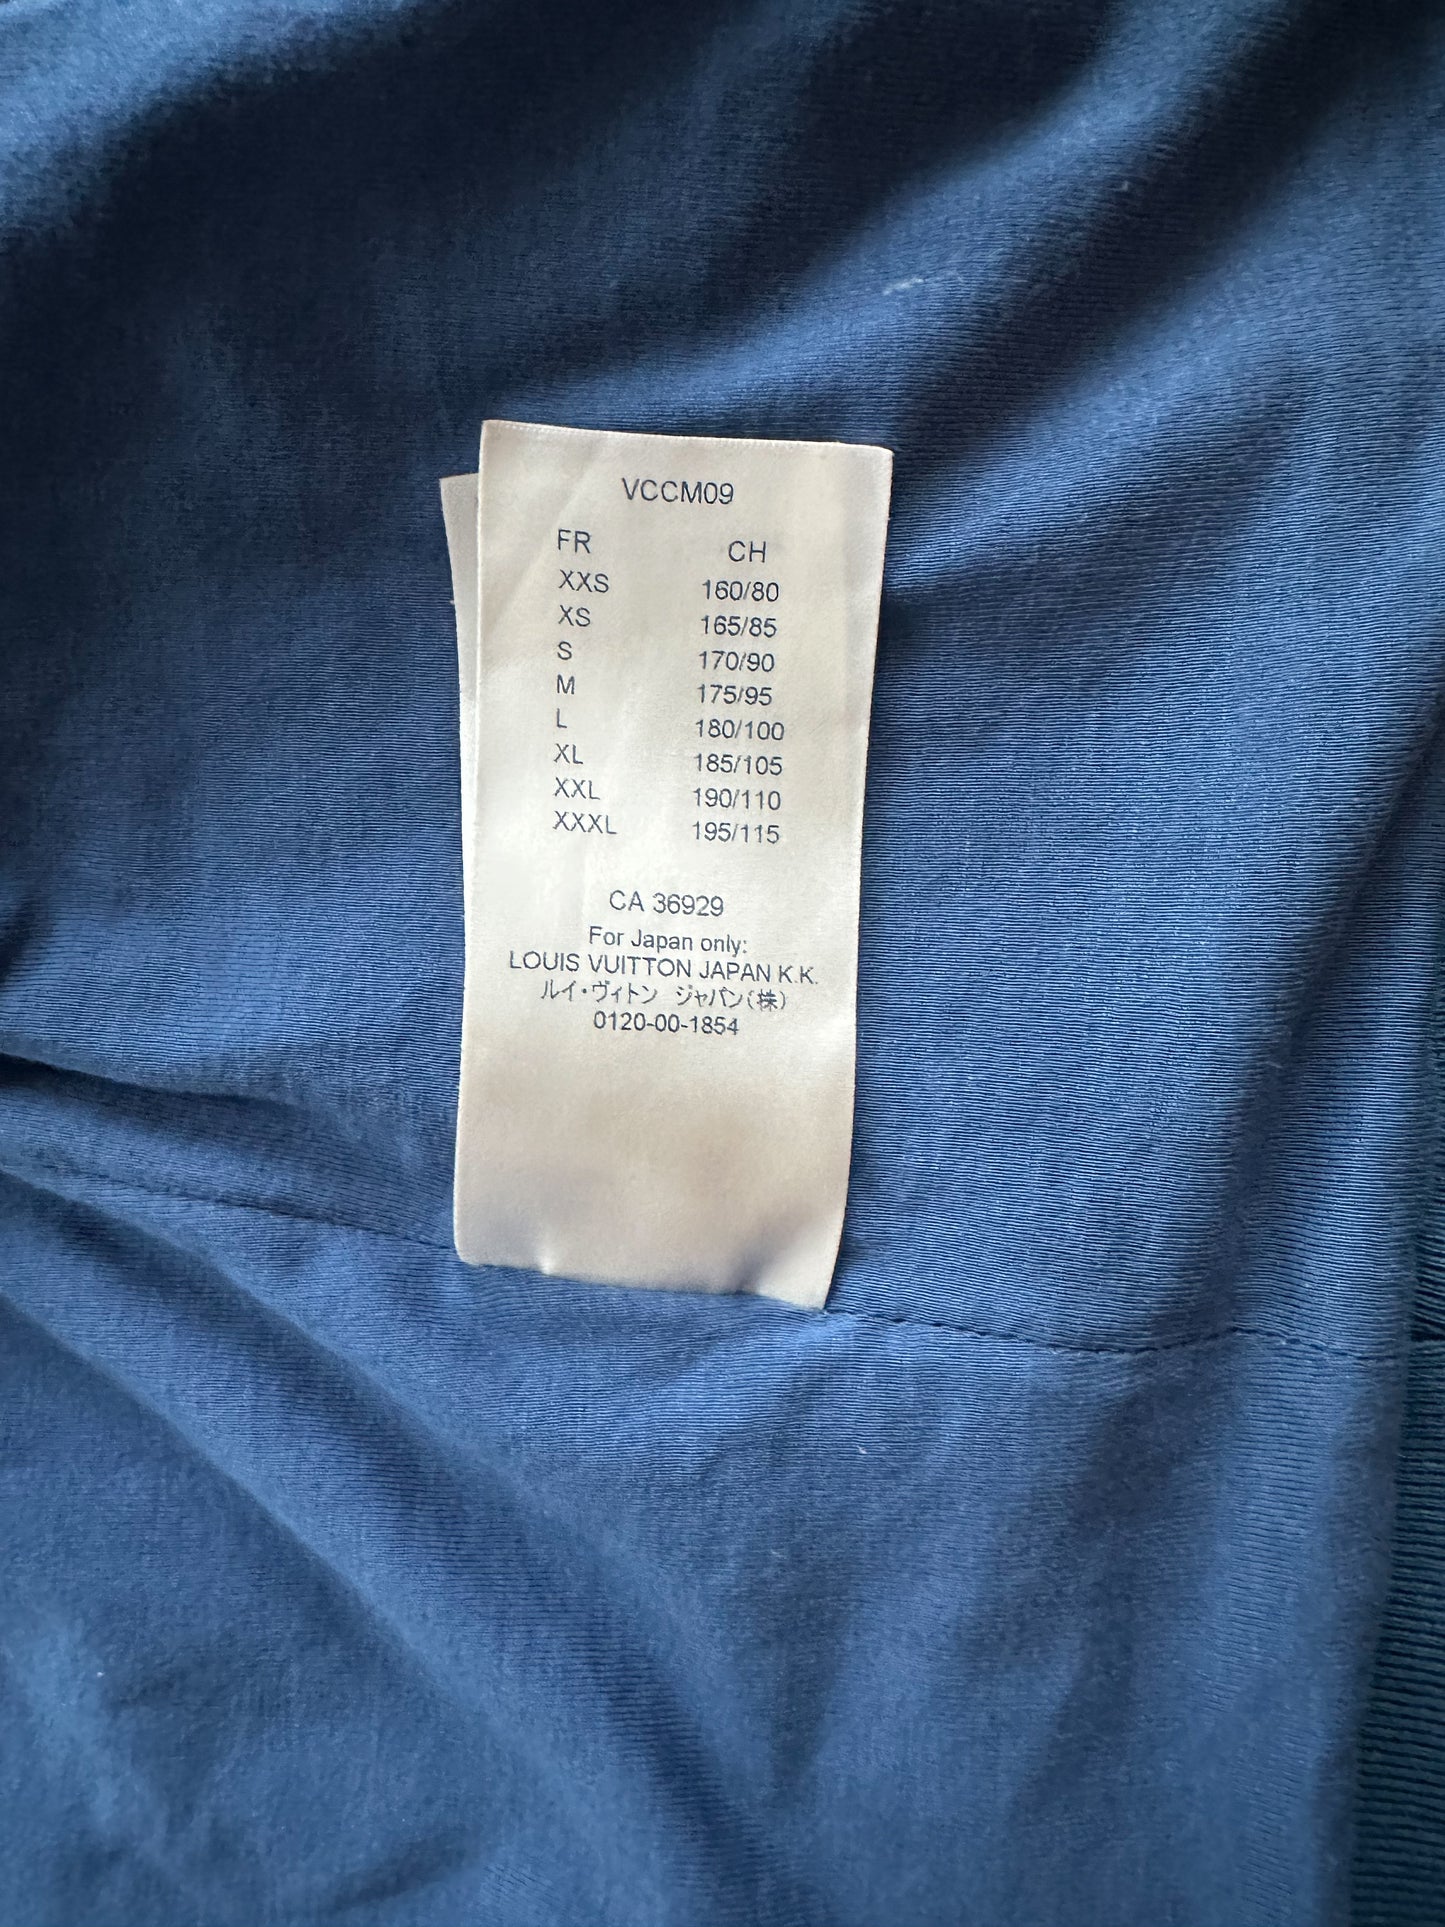 VCCM09
FR CH
XXS 160/80
XS 165/85
S 170/90
M 175/95
L 180/100
XL 185/105
XXL 190/110
XXXL 195/115
CA 36929
For Japan only:
LOUIS VUITTON JAPAN K.K.
ルイ・ヴィトン ジャパン(株)
0120-00-1854